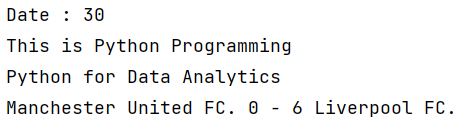 Date : 30
This is Python Programming
Python for Data Analytics
Manchester United FC. 0 - 6 Liverpool FC.